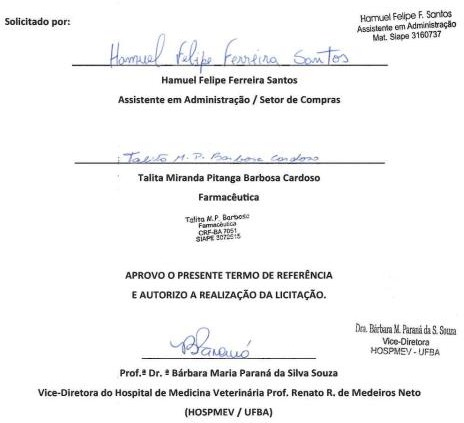 Solicitado por:
Hamuel Felipe F. Santos
Assistente em Administração
Mat. Siape 3160737
Hamuel Felipe Ferreira Santos
Hamuel Felipe Ferreira Santos
Assistente em Administração / Setor de Compras
Talita M. P. Barbosa Cardoso
Talita Miranda Pitanga Barbosa Cardoso
Farmacêutica
Talita M.P. Barbosa
Farmacêutica
CRF-BA 7051
SIAPE 3072515
APROVO O PRESENTE TERMO DE REFERÊNCIA
E AUTORIZO A REALIZAÇÃO DA LICITAÇÃO.
Dra. Bárbara M. Paraná da S. Souza
Vice-Diretora
HOSPMEV - UFBA
BParaná
Prof.ª Dr. ª Bárbara Maria Paraná da Silva Souza
Vice-Diretora do Hospital de Medicina Veterinária Prof. Renato R. de Medeiros Neto
(HOSPMEV / UFBA)